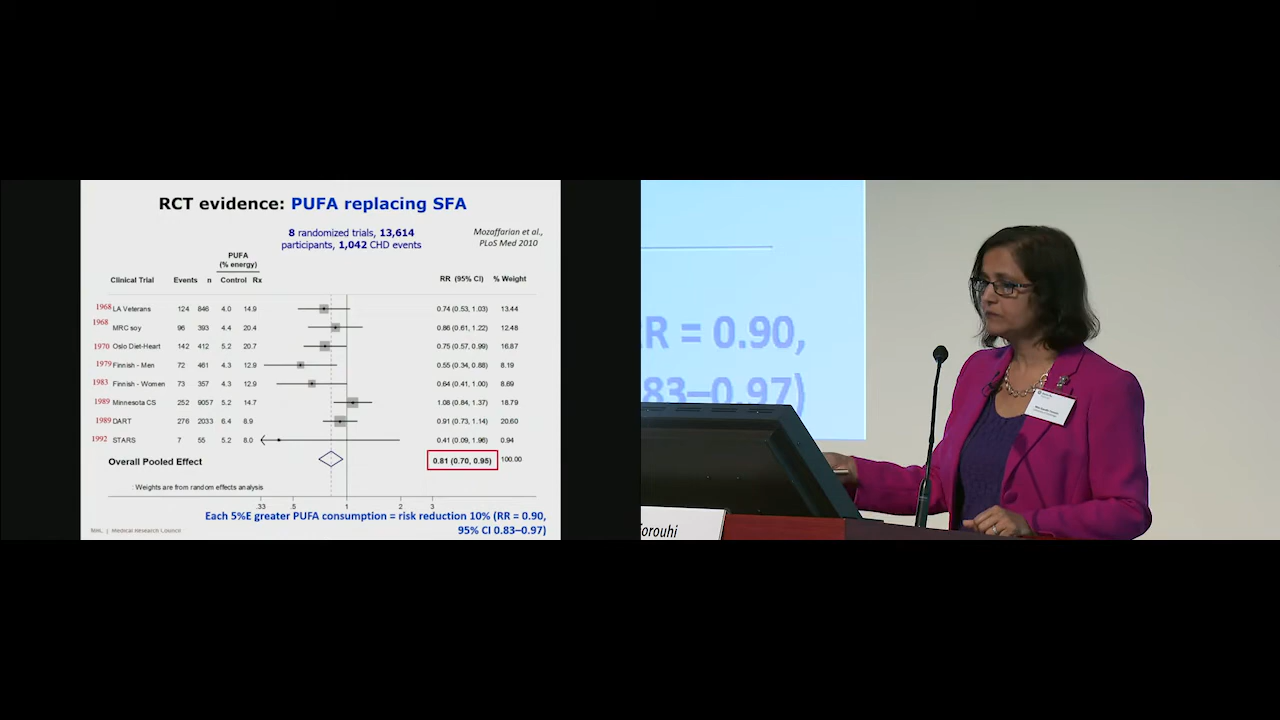 RCT evidence: PUFA replacing SFA
8 randomized trials, 13,614
participants, 1,042 CHD events
Mozaffarian et al.,
PLoS Med 2010
PUFA
(% energy)
Clinical Trial Events n Control Rx RR (95% CI) % Weight
1968 LA Veterans 124 846 4.0 14.9 0.74 (0.53, 1.03) 13.44
1968 MRC soy 96 393 4.4 20.4 0.86 (0.61, 1.22) 12.48
1970 Oslo Diet-Heart 142 412 5.2 20.7 0.75 (0.57, 0.99) 16.87
1979 Finnish - Men 72 461 4.3 12.9 0.55 (0.34, 0.88) 8.19
1983 Finnish - Women 73 357 4.3 12.9 0.64 (0.41, 1.00) 8.69
1989 Minnesota CS 252 9057 5.2 14.7 1.08 (0.84, 1.37) 18.79
1989 DART 276 2033 6.4 8.9 0.91 (0.73, 1.14) 20.60
1992 STARS 7 55 5.2 8.0 0.41 (0.09, 1.96) 0.94
Overall Pooled Effect 0.81 (0.70, 0.95) 100.00
: Weights are from random effects analysis
.33 .5 1 2 3
Each 5%E greater PUFA consumption = risk reduction 10% (RR = 0.90,
95% CI 0.83–0.97)
| Medical Research Council
R = 0.90,
83–0.97)
orouhi